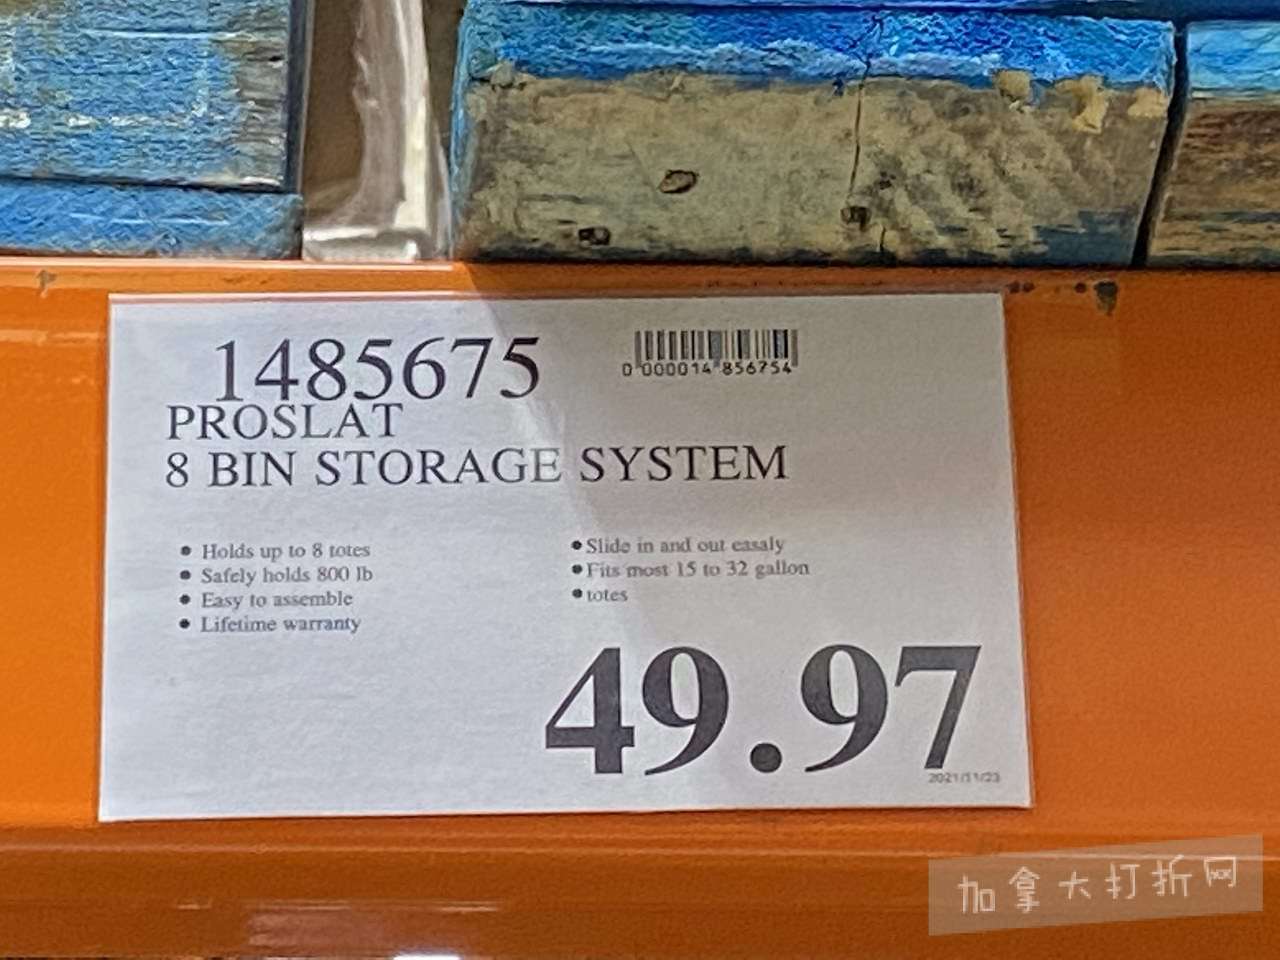 1485675
0 000014 856754
PROSLAT
8 BIN STORAGE SYSTEM
• Holds up to 8 totes
• Safely holds 800 lb
• Easy to assemble
• Lifetime warranty
• Slide in and out easaly
• Fits most 15 to 32 gallon
• totes
49.97
2021/11/23
加拿大打折网